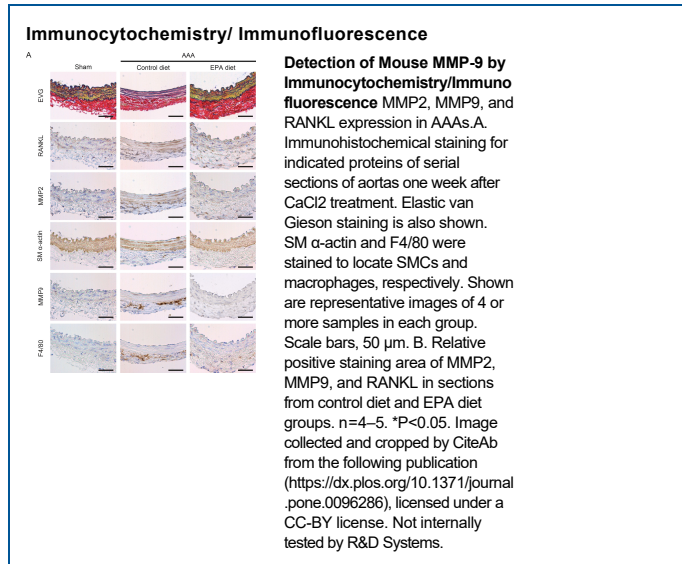 Immunocytochemistry/ Immunofluorescence
A
AAA
Sham
Control diet
EPA diet
EVG
RANKL
MMP2
SM α-actin
MMP9
F4/80
Detection of Mouse MMP-9 by
Immunocytochemistry/Immuno
fluorescence MMP2, MMP9, and
RANKL expression in AAAs.A.
Immunohistochemical staining for
indicated proteins of serial
sections of aortas one week after
CaCl2 treatment. Elastic van
Gieson staining is also shown.
SM α-actin and F4/80 were
stained to locate SMCs and
macrophages, respectively. Shown
are representative images of 4 or
more samples in each group.
Scale bars, 50 μm. B. Relative
positive staining area of MMP2,
MMP9, and RANKL in sections
from control diet and EPA diet
groups. n=4–5. *P<0.05. Image
collected and cropped by CiteAb
from the following publication
(https://dx.plos.org/10.1371/journal
.pone.0096286), licensed under a
CC-BY license. Not internally
tested by R&D Systems.